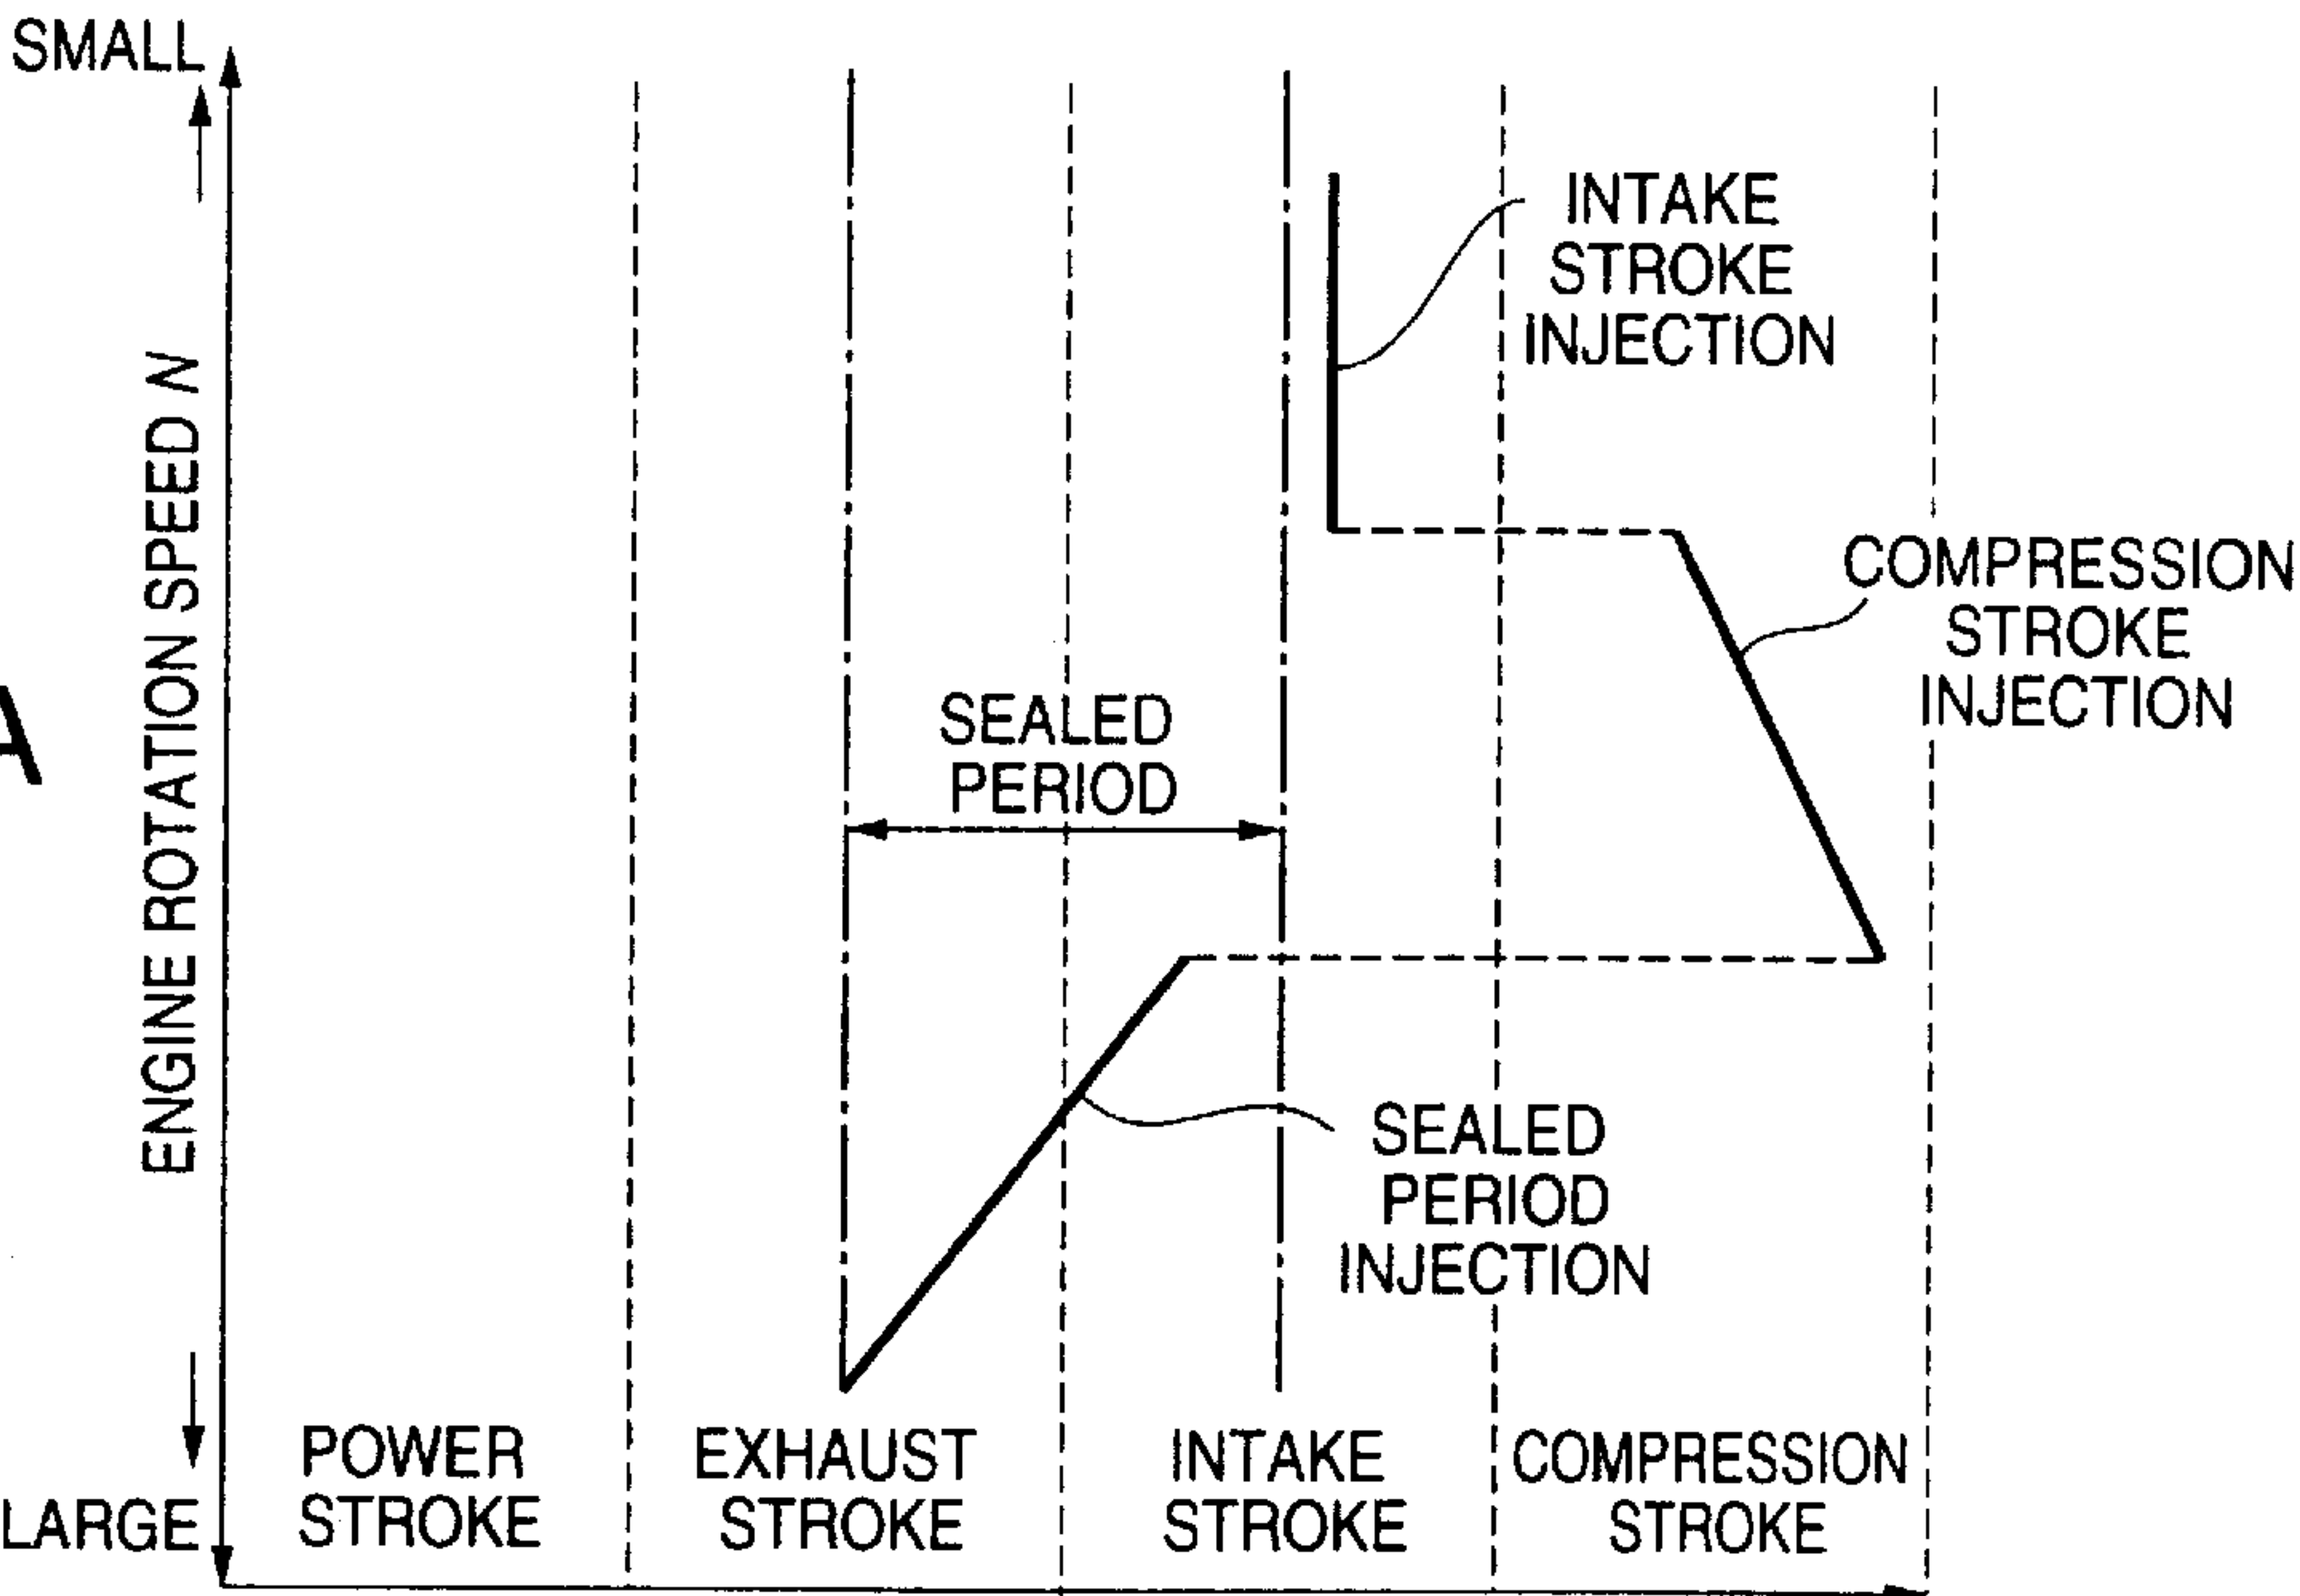 SMALL
INTAKE
STROKE
INJECTION
COMPRESSION
STROKE
INJECTION
ENGINE ROTATION SPEED N
A
SEALED
PERIOD
SEALED
PERIOD
INJECTION
LARGE
POWER
STROKE
EXHAUST
STROKE
INTAKE
STROKE
COMPRESSION
STROKE